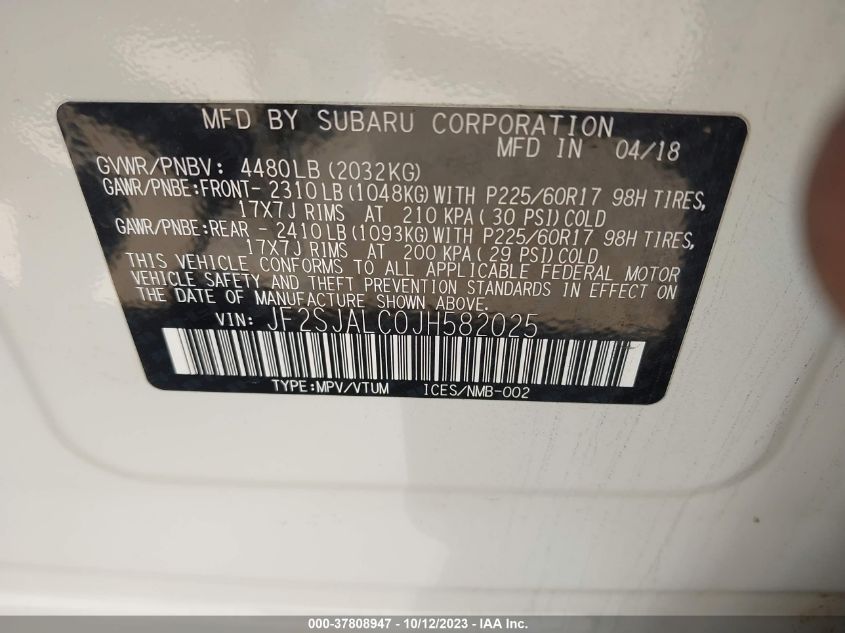 MFD BY SUBARU CORPORATION
MFD IN 04/18
GVWR/PNBV: 4480LB(2032KG)
GAWR/PNBE:FRONT- 2310LB(1048KG)WITH P225/60R17 98H TIRES,
17X7J RIMS AT 210 KPA(30 PSI)COLD
GAWR/PNBE:REAR - 2410LB(1093KG)WITH P225/60R17 98H TIRES,
17X7J RIMS AT 200 KPA(29 PSI)COLD
THIS VEHICLE CONFORMS TO ALL APPLICABLE FEDERAL MOTOR
VEHICLE SAFETY AND THEFT PREVENTION STANDARDS IN EFFECT ON
THE DATE OF MANUFACTURE SHOWN ABOVE.
VIN: JF2SJALC0JH582025
TYPE:MPV/VTUM ICES/NMB-002
000-37808947 - 10/12/2023 - IAA Inc.